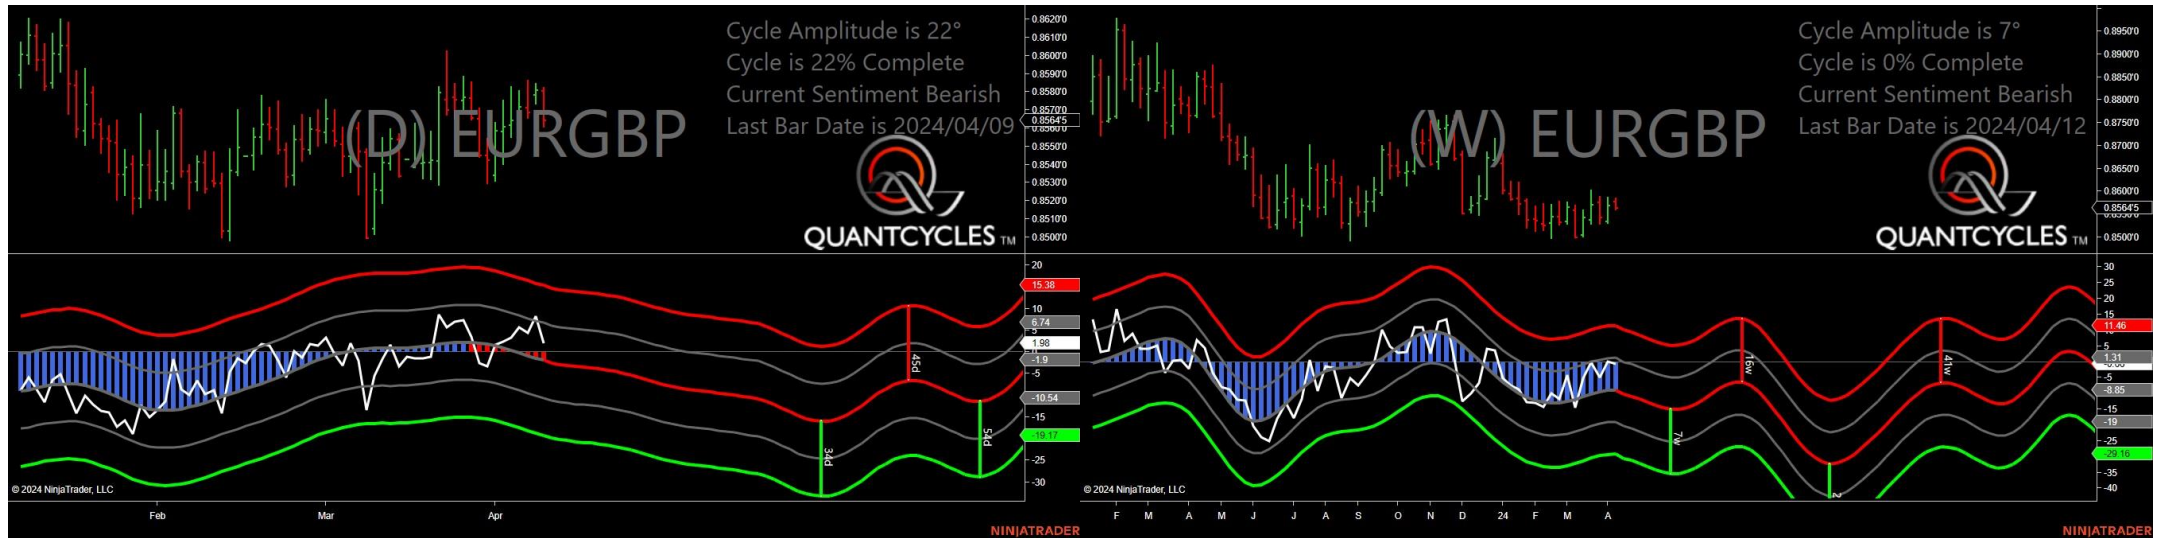 Cycle Amplitude is 22°
Cycle is 22% Complete
Current Sentiment Bearish
Last Bar Date is 2024/04/09
(D) EURGBP
QUANTCYCLES TM
0.8620'0
0.8610'0
0.8600'0
0.8590'0
0.8580'0
0.8570'0
0.8564'5
0.8560'0
0.8550'0
0.8540'0
0.8530'0
0.8520'0
0.8510'0
0.8500'0
20
15.38
10
6.74
5
1.98
-1.9
-5
-10.54
-15
-19.17
-25
-30
34d
45d
54d
© 2024 NinjaTrader, LLC
Feb
Mar
Apr
NINJATRADER
Cycle Amplitude is 7°
Cycle is 0% Complete
Current Sentiment Bearish
Last Bar Date is 2024/04/12
(W) EURGBP
QUANTCYCLES TM
0.8950'0
0.8900'0
0.8850'0
0.8800'0
0.8750'0
0.8700'0
0.8650'0
0.8600'0
0.8564'5
0.8500'0
30
25
20
15
11.46
5
1.31
-5
-8.85
-15
-19
-25
-29.16
-35
-40
7w
16w
2
41w
© 2024 NinjaTrader, LLC
F
M
A
M
J
J
A
S
O
N
D
24
F
M
A
NINJATRADER